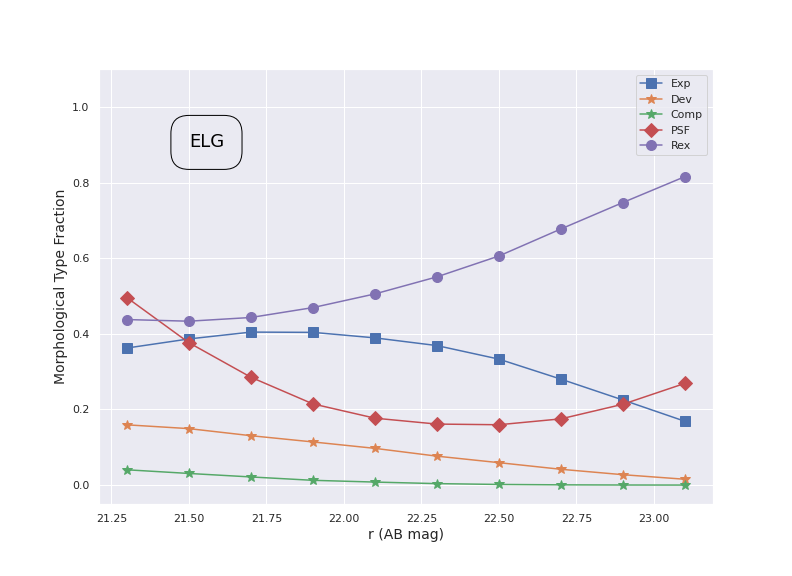 ELG
Exp
Dev
Comp
PSF
Rex
Morphological Type Fraction
1.0
0.8
0.6
0.4
0.2
0.0
21.25 21.50 21.75 22.00 22.25 22.50 22.75 23.00
r (AB mag)